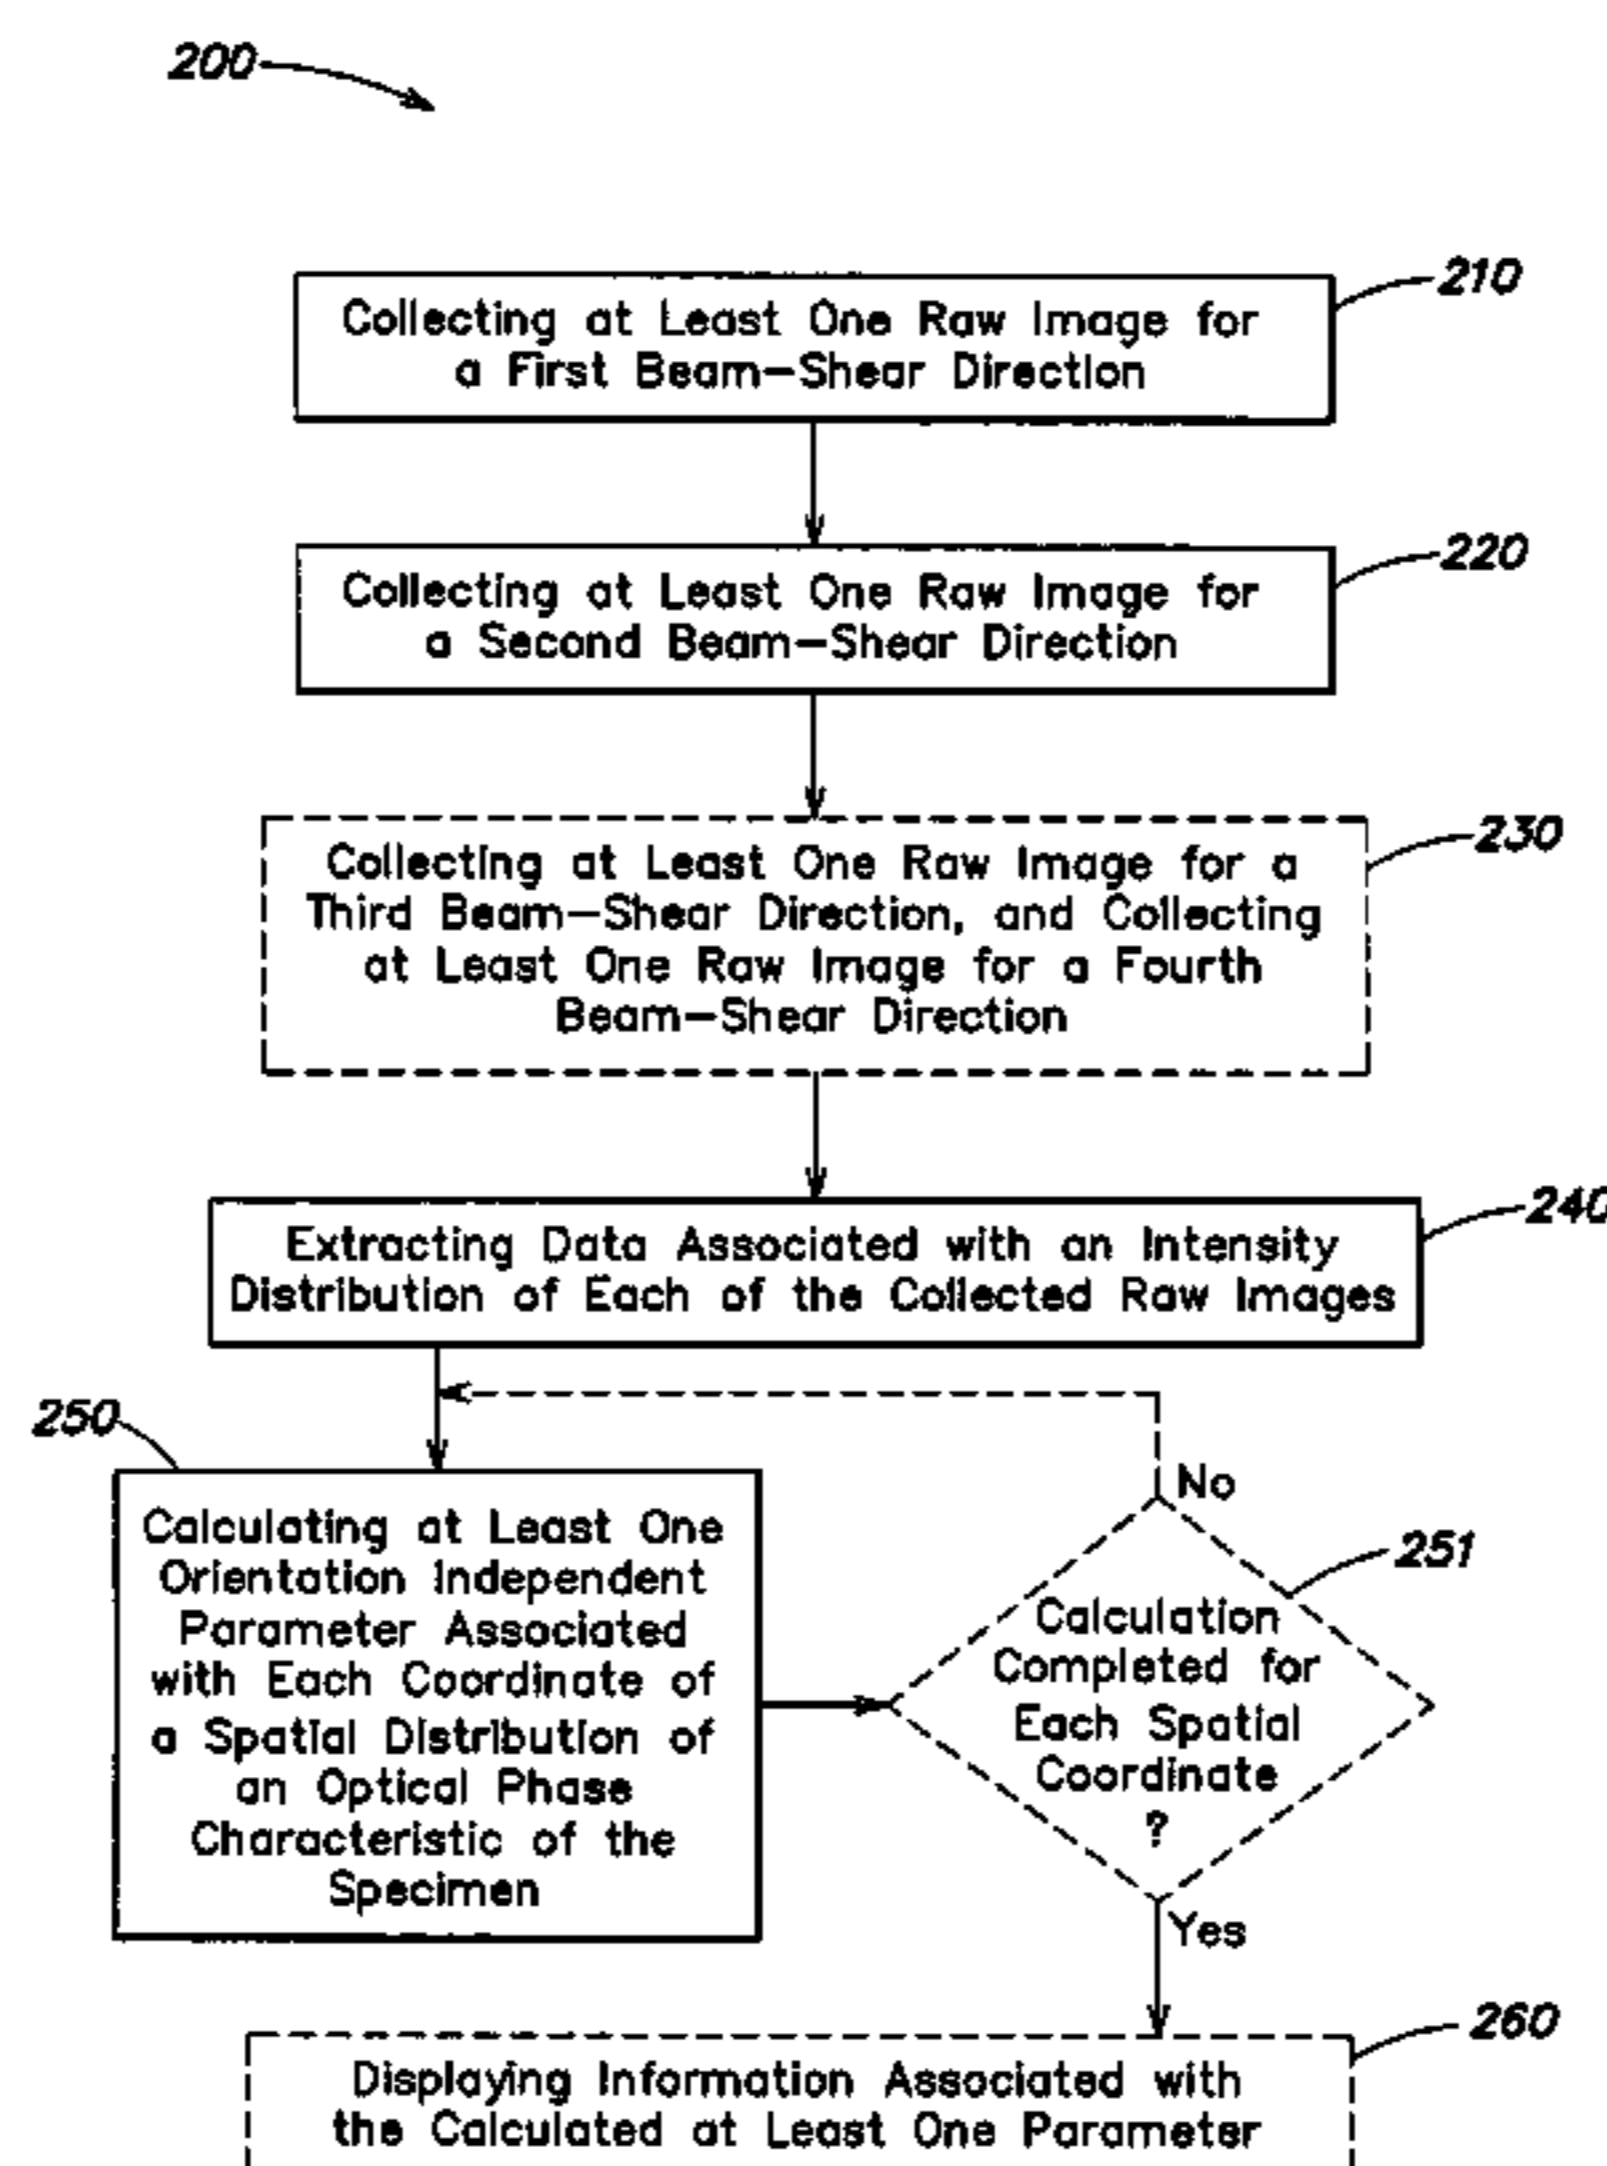 200
210
Collecting at Least One Raw Image for
a First Beam-Shear Direction
220
Collecting at Least One Raw Image for
a Second Beam-Shear Direction
230
Collecting at Least One Raw Image for a
Third Beam-Shear Direction, and Collecting
at Least One Raw Image for a Fourth
Beam-Shear Direction
240
Extracting Data Associated with an Intensity
Distribution of Each of the Collected Raw Images
250
Calculating at Least One
Orientation Independent
Parameter Associated
with Each Coordinate of
a Spatial Distribution of
an Optical Phase
Characteristic of the
Specimen
No
251
Calculation
Completed for
Each Spatial
Coordinate
?
Yes
260
Displaying Information Associated with
the Calculated at Least One Parameter